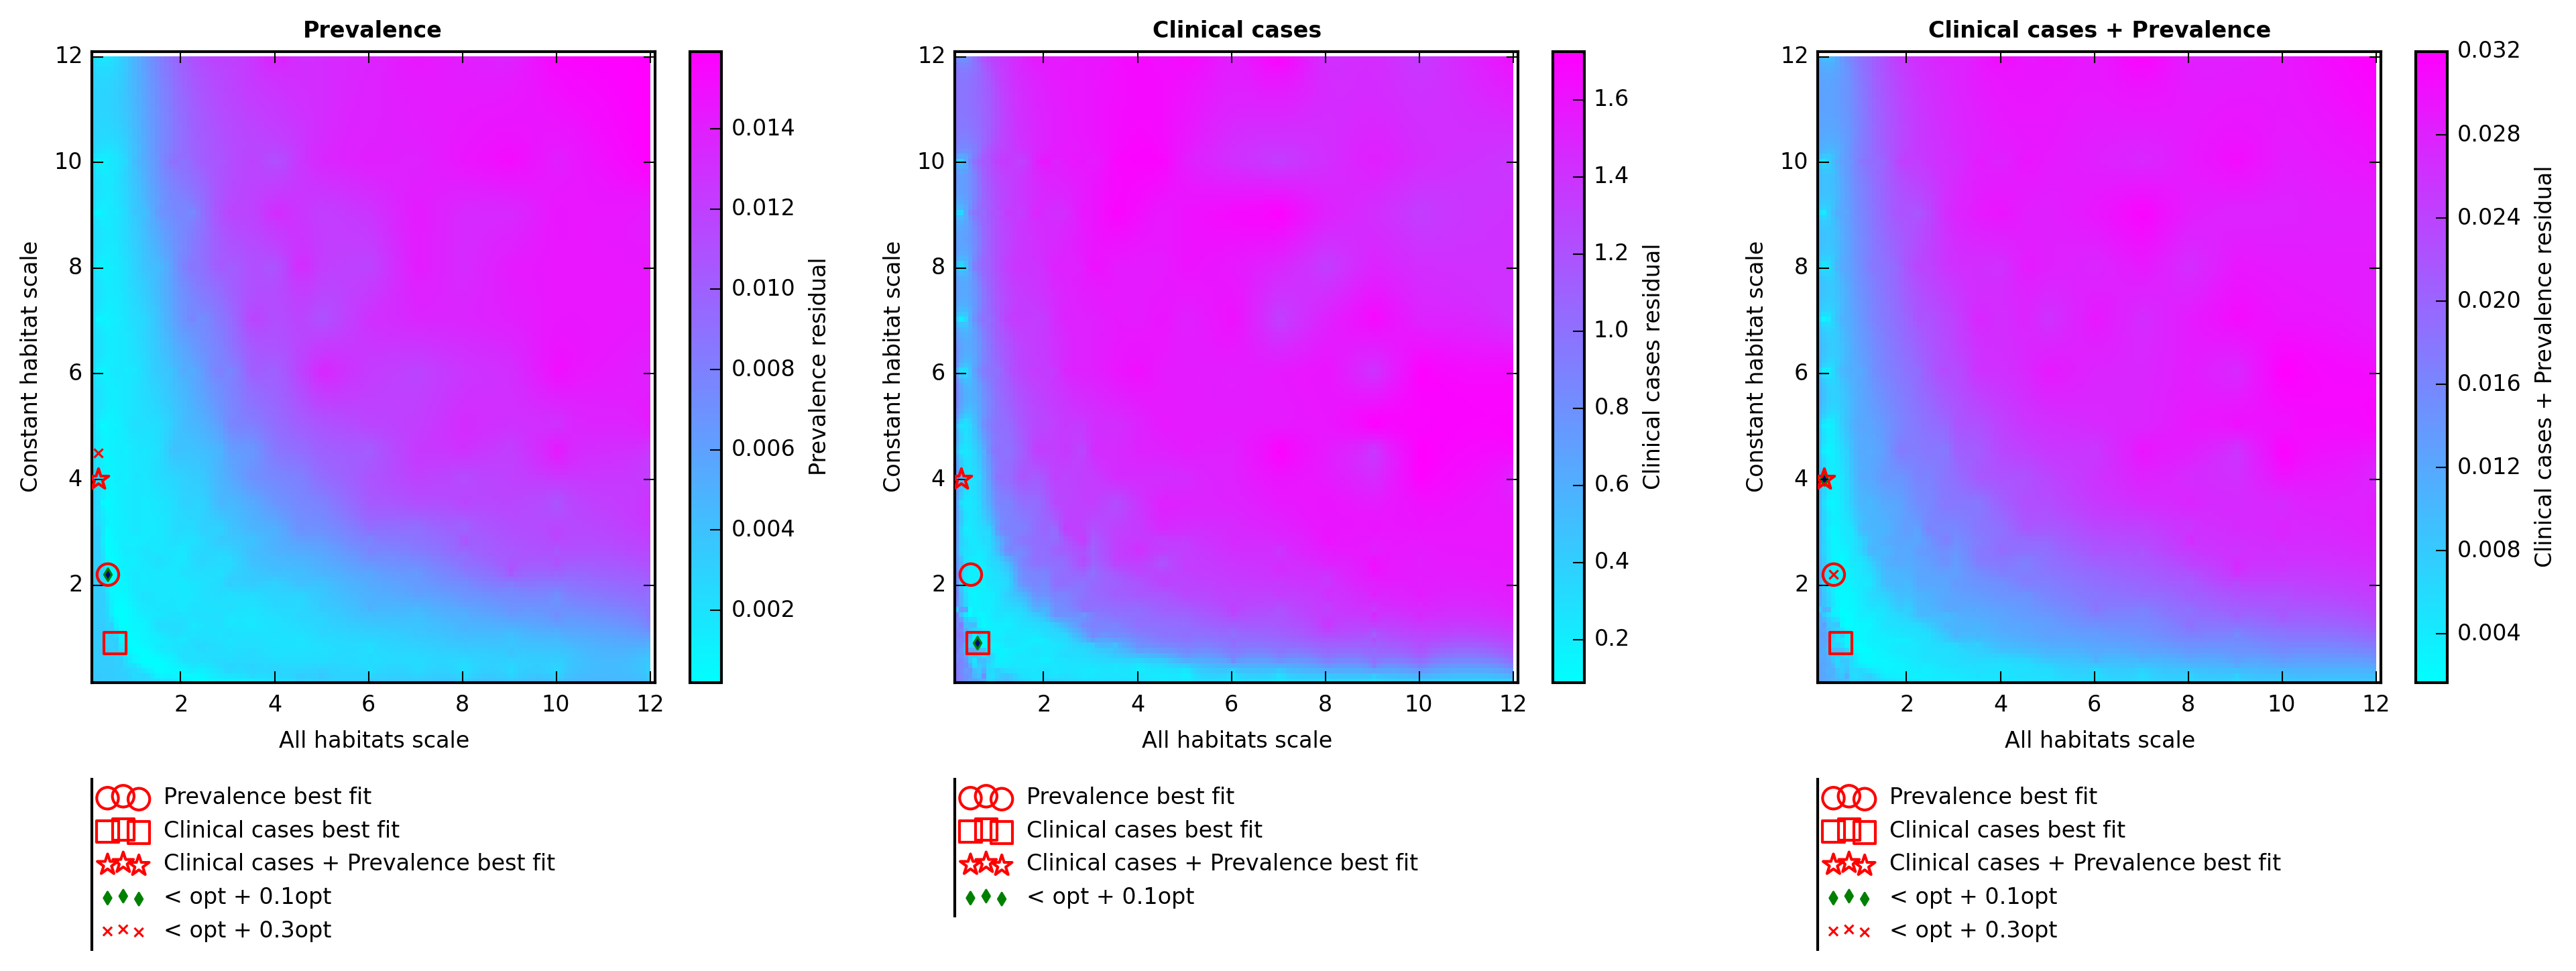 Prevalence
12
10
8
6
4
2
2 4 6 8 10 12
Constant habitat scale
All habitats scale
0.014
0.012
0.010
0.008
0.006
0.004
0.002
Prevalence residual
Prevalence best fit
Clinical cases best fit
Clinical cases + Prevalence best fit
< opt + 0.1opt
< opt + 0.3opt
Clinical cases
12
10
8
6
4
2
2 4 6 8 10 12
Constant habitat scale
All habitats scale
1.6
1.4
1.2
1.0
0.8
0.6
0.4
0.2
Clinical cases residual
Prevalence best fit
Clinical cases best fit
Clinical cases + Prevalence best fit
< opt + 0.1opt
Clinical cases + Prevalence
12
10
8
6
4
2
2 4 6 8 10 12
Constant habitat scale
All habitats scale
0.032
0.028
0.024
0.020
0.016
0.012
0.008
0.004
Clinical cases + Prevalence residual
Prevalence best fit
Clinical cases best fit
Clinical cases + Prevalence best fit
< opt + 0.1opt
< opt + 0.3opt